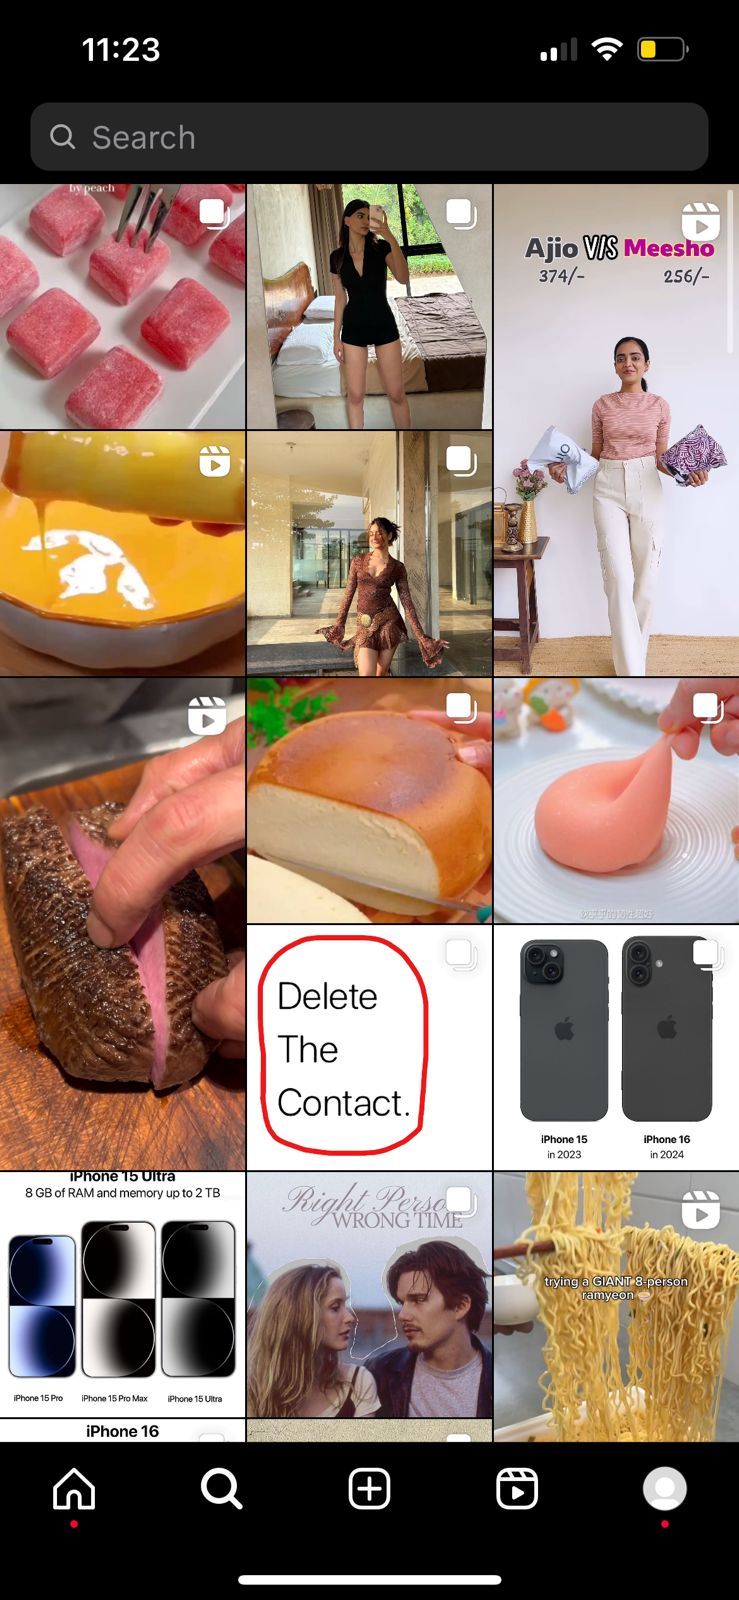 11:23
Search
by peach
Ajio V/S Meesho
374/- 256/-
AJIO
Delete
The
Contact.
iPhone 15
in 2023
iPhone 16
in 2024
iPhone 15 Ultra
8 GB of RAM and memory up to 2 TB
iPhone 15 Pro
iPhone 15 Pro Max
iPhone 15 Ultra
Right Person
WRONG TIME
trying a GIANT 8-person
ramyeon
iPhone 16